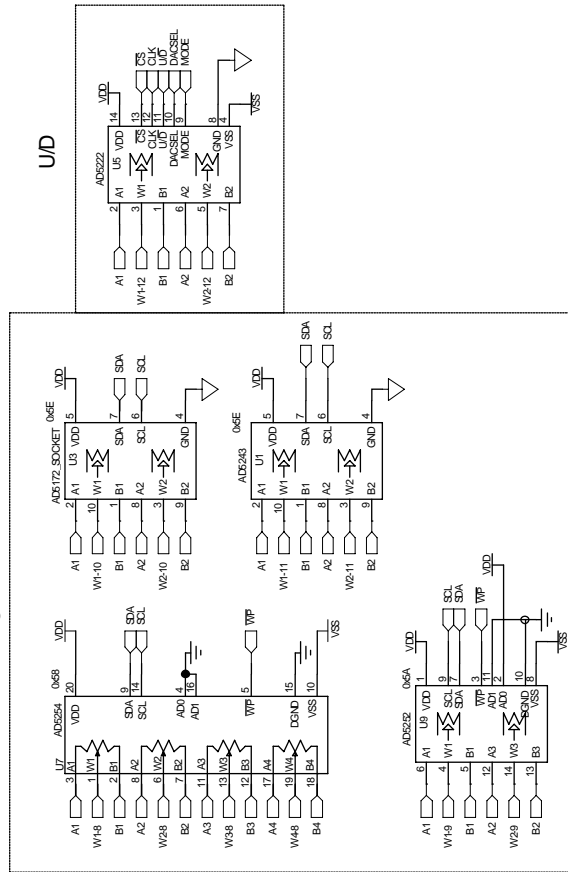 U/D
AD5222
U5
VDD
2 A1 A1
VDD 14
3 W1-12 W1
CS 13 CS
1 B1 B1
CLK 12 CLK
U/D 11 U/D
6 A2 A2
DACSEL 10 DACSEL
MODE 9 MODE
5 W2-12 W2
GND 8
7 B2 B2
VSS 4
VSS
AD5172_SOCKET
0x5E
U3
VDD
2 A1 A1
VDD 5
10 W1-10 W1
1 B1 B1
SDA 7 SDA
8 A2 A2
SCL 6 SCL
3 W2-10 W2
9 B2 B2
GND 4
AD5243
0x5E
U1
VDD
2 A1 A1
VDD 5
10 W1-11 W1
1 B1 B1
SDA 7 SDA
8 A2 A2
SCL 6 SCL
3 W2-11 W2
9 B2 B2
GND 4
AD5254
0x58
U7
VDD
3 A1 A1
VDD 20
1 W1-8 W1
2 B1 B1
SDA 9 SDA
8 A2 A2
SCL 14 SCL
6 W2-8 W2
AD0 4
7 B2 B2
AD1 16
11 A3 A3
13 W3-8 W3
WP 5 WP
12 B3 B3
17 A4 A4
DGND 15
19 W4-8 W4
VSS 10
18 B4 B4
VSS
AD5252
0x5A
U9
VDD
6 A1 A1
VDD 1
4 W1-9 W1
SCL 9 SCL
SDA 7 SDA
5 B1 B1
WP 3 WP
12 A2 A3
AD1 11
AD0 2
VDD
14 W2-9 W3
DGND 10
13 B2 B3
VSS 8
VSS